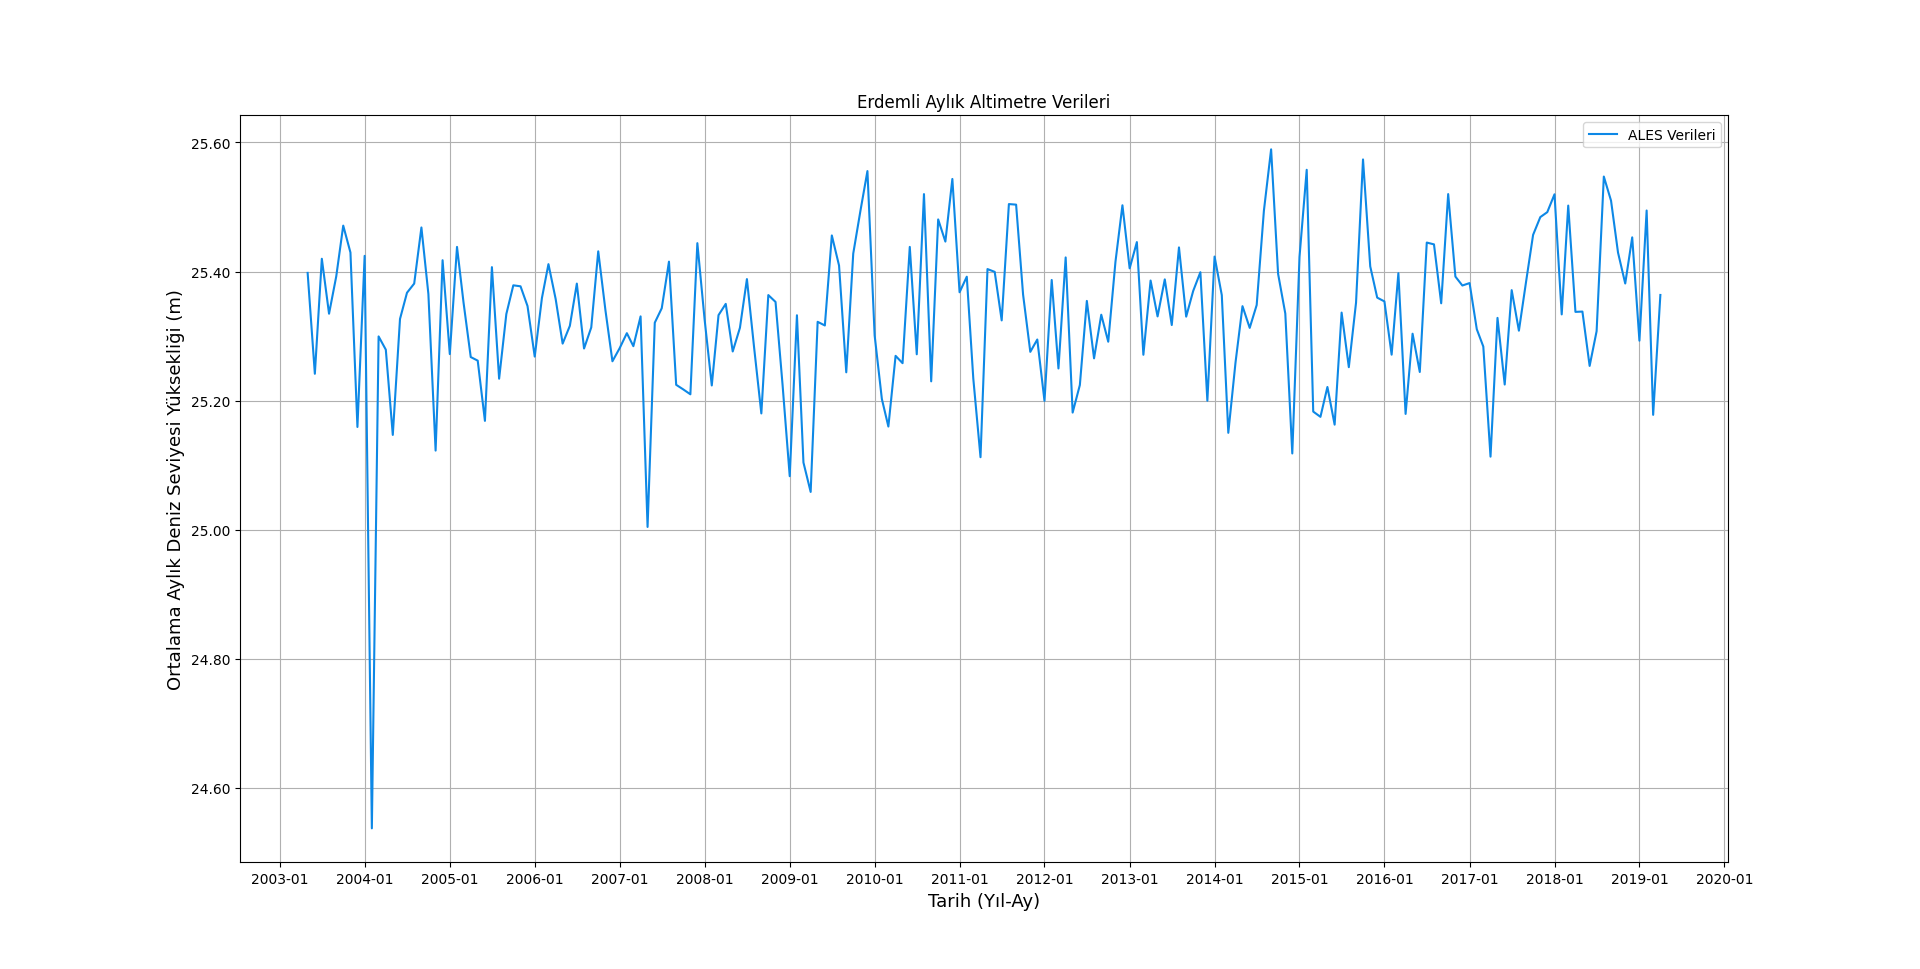 Erdemli Aylık Altimetre Verileri
ALES Verileri
Ortalama Aylık Deniz Seviyesi Yüksekliği (m)
25.60
25.40
25.20
25.00
24.80
24.60
2003-01 2004-01 2005-01 2006-01 2007-01 2008-01 2009-01 2010-01 2011-01 2012-01 2013-01 2014-01 2015-01 2016-01 2017-01 2018-01 2019-01 2020-01
Tarih (Yıl-Ay)